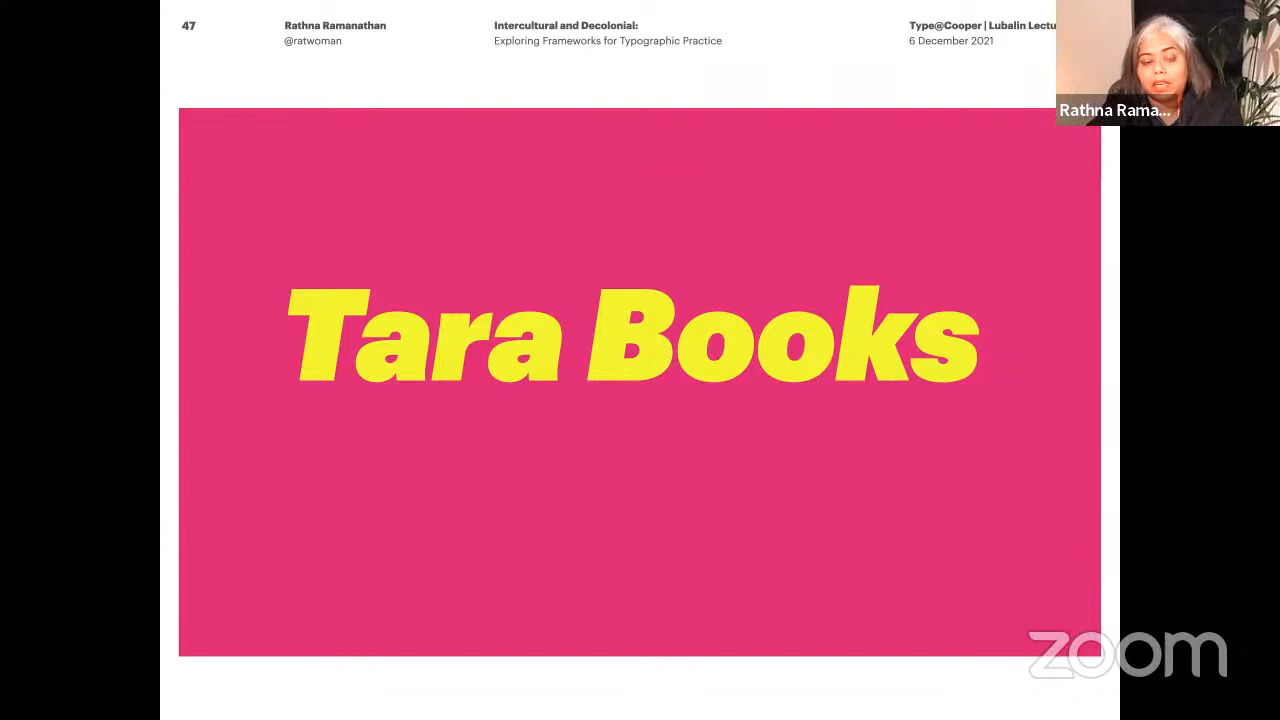 47
Rathna Ramanathan
@ratwoman
Intercultural and Decolonial:
Exploring Frameworks for Typographic Practice
Type@Cooper | Lubalin Lectu
6 December 2021
Rathna Rama...
Tara Books
zoom